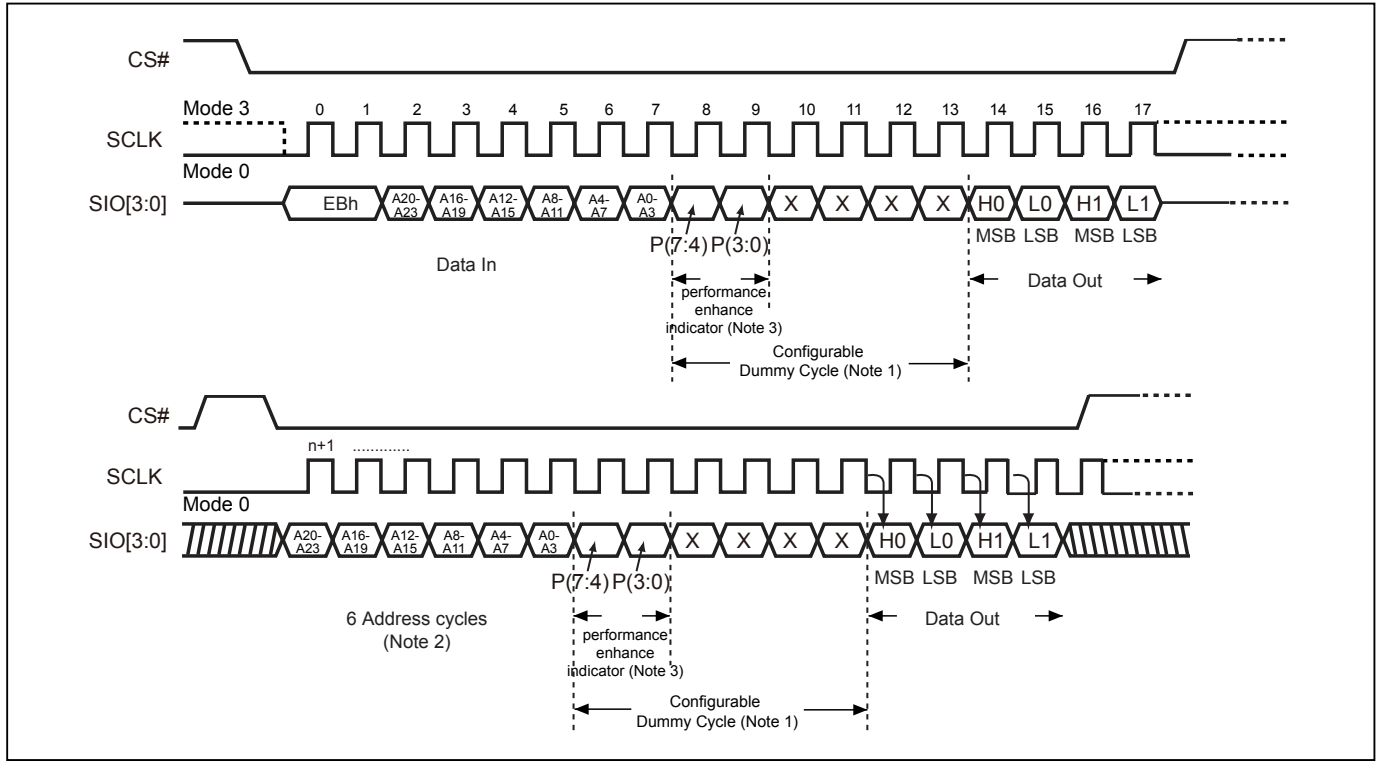 CS#
Mode 3
0 1 2 3 4 5 6 7 8 9 10 11 12 13 14 15 16 17
SCLK
Mode 0
SIO[3:0] EBh A20-A23 A16-A19 A12-A15 A8-A11 A4-A7 A0-A3 X X X X H0 L0 H1 L1
P(7:4) P(3:0) MSB LSB MSB LSB
Data In Data Out
performance
enhance
indicator (Note 3)
Configurable
Dummy Cycle (Note 1)
CS#
n+1 .............
SCLK
Mode 0
SIO[3:0] A20-A23 A16-A19 A12-A15 A8-A11 A4-A7 A0-A3 X X X X H0 L0 H1 L1
P(7:4) P(3:0) MSB LSB MSB LSB
6 Address cycles
(Note 2)
Data Out
performance
enhance
indicator (Note 3)
Configurable
Dummy Cycle (Note 1)